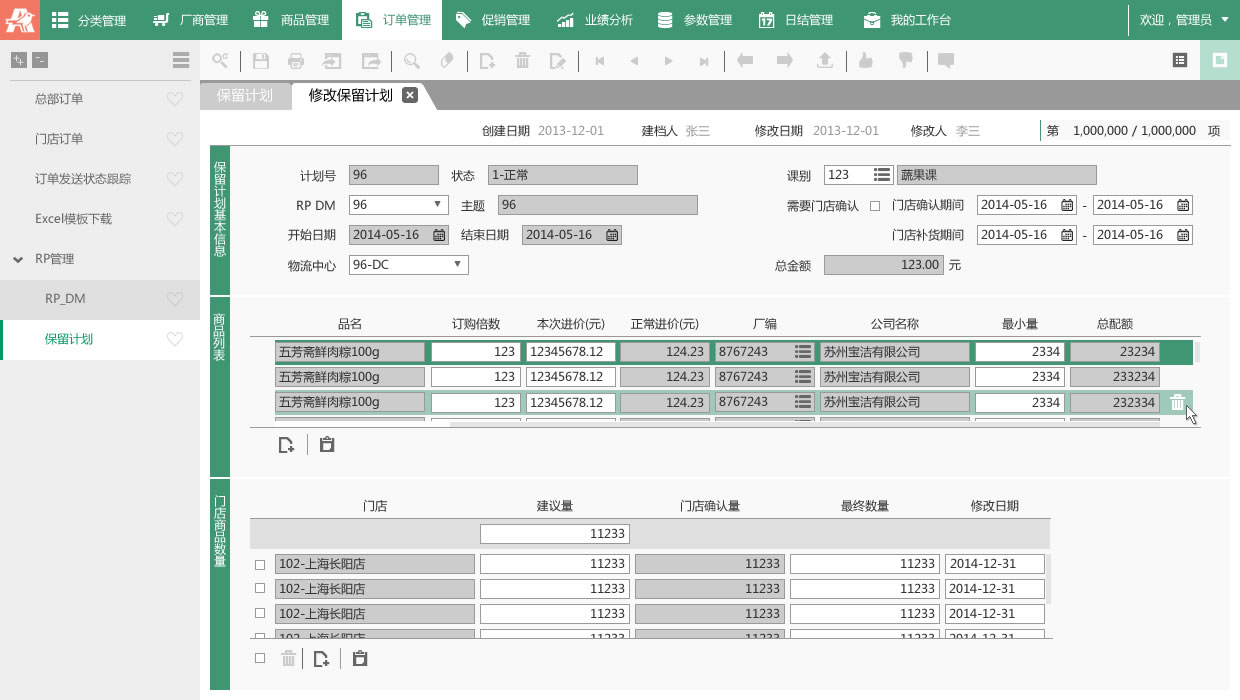 分类管理 厂商管理 商品管理 订单管理 促销管理 业绩分析 参数管理 日结管理 我的工作台 欢迎，管理员
总部订单
门店订单
订单发送状态跟踪
Excel模板下载
RP管理
RP_DM
保留计划
保留计划 修改保留计划
创建日期 2013-12-01 建档人 张三 修改日期 2013-12-01 修改人 李三 第 1,000,000 / 1,000,000 项
保留计划基本信息
计划号 96 状态 1-正常 课别 123 蔬果课
RP DM 96 主题 96 需要门店确认 门店确认期间 2014-05-16 - 2014-05-16
开始日期 2014-05-16 结束日期 2014-05-16 门店补货期间 2014-05-16 - 2014-05-16
物流中心 96-DC 总金额 123.00 元
商品列表
品名 订购倍数 本次进价(元) 正常进价(元) 厂编 公司名称 最小量 总配额
五芳斋鲜肉粽100g 123 12345678.12 124.23 8767243 苏州宝洁有限公司 2334 23234
五芳斋鲜肉粽100g 123 12345678.12 124.23 8767243 苏州宝洁有限公司 2334 233234
五芳斋鲜肉粽100g 123 12345678.12 124.23 8767243 苏州宝洁有限公司 2334 232334
门店商品数量
门店 建议量 门店确认量 最终数量 修改日期
11233
102-上海长阳店 11233 11233 11233 2014-12-31
102-上海长阳店 11233 11233 11233 2014-12-31
102-上海长阳店 11233 11233 11233 2014-12-31
102-上海长阳店 11233 11233 11233 2014-12-31